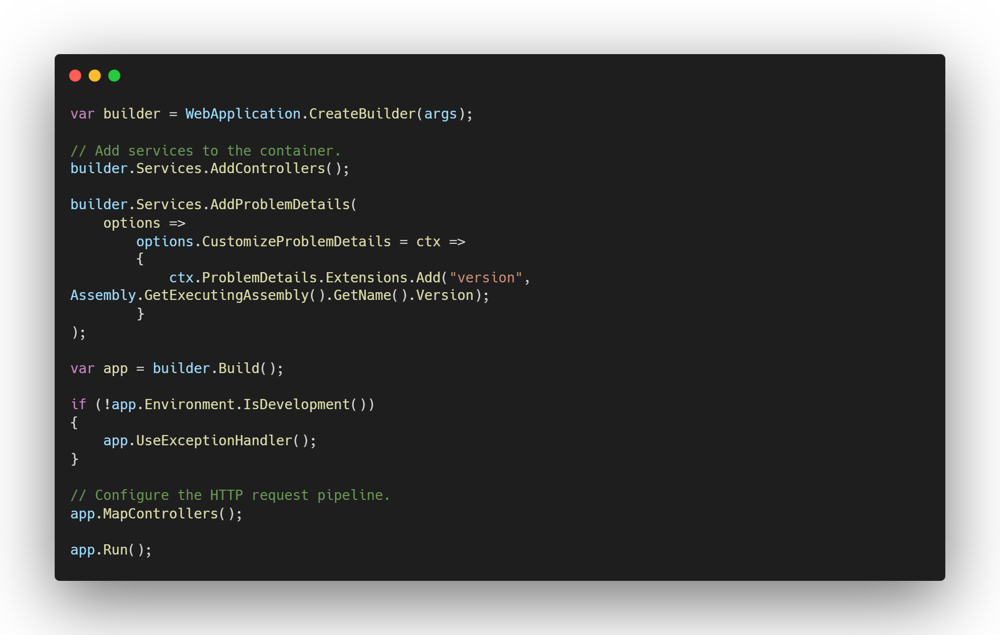 var builder = WebApplication.CreateBuilder(args);

// Add services to the container.
builder.Services.AddControllers();

builder.Services.AddProblemDetails(
    options =>
        options.CustomizeProblemDetails = ctx =>
        {
            ctx.ProblemDetails.Extensions.Add("version",
Assembly.GetExecutingAssembly().GetName().Version);
        }
);

var app = builder.Build();

if (!app.Environment.IsDevelopment())
{
    app.UseExceptionHandler();
}

// Configure the HTTP request pipeline.
app.MapControllers();

app.Run();